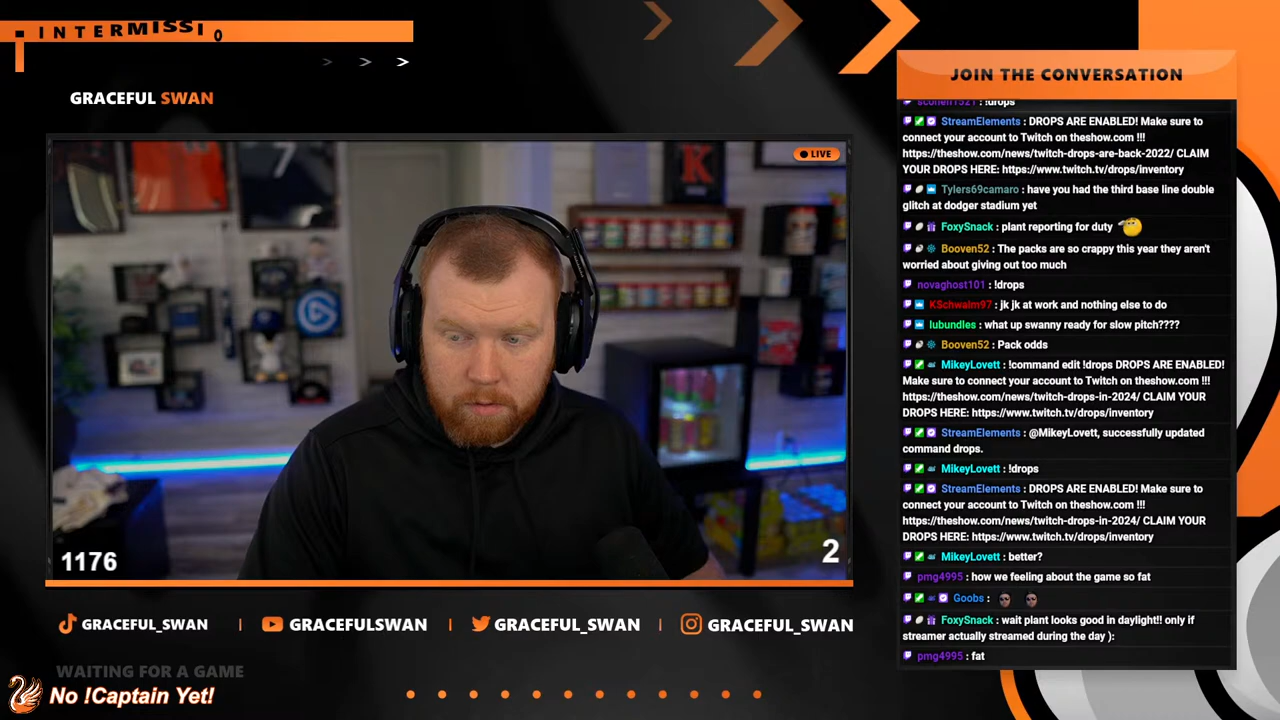 INTERMISSIO
GRACEFUL SWAN
LIVE
1176
2
GRACEFUL_SWAN
GRACEFULSWAN
GRACEFUL_SWAN
GRACEFUL_SWAN
WAITING FOR A GAME
No !Captain Yet!
JOIN THE CONVERSATION
sconen1521 : !drops
StreamElements : DROPS ARE ENABLED! Make sure to
connect your account to Twitch on theshow.com !!!
https://theshow.com/news/twitch-drops-are-back-2022/ CLAIM
YOUR DROPS HERE: https://www.twitch.tv/drops/inventory
Tylers69camaro : have you had the third base line double
glitch at dodger stadium yet
FoxySnack : plant reporting for duty
Booven52 : The packs are so crappy this year they aren't
worried about giving out too much
novaghost101 : !drops
KSchwalm97 : jk jk at work and nothing else to do
lubundles : what up swanny ready for slow pitch????
Booven52 : Pack odds
MikeyLovett : !command edit !drops DROPS ARE ENABLED!
Make sure to connect your account to Twitch on theshow.com !!!
https://theshow.com/news/twitch-drops-in-2024/ CLAIM YOUR
DROPS HERE: https://www.twitch.tv/drops/inventory
StreamElements : @MikeyLovett, successfully updated
command drops.
MikeyLovett : !drops
StreamElements : DROPS ARE ENABLED! Make sure to
connect your account to Twitch on theshow.com !!!
https://theshow.com/news/twitch-drops-in-2024/ CLAIM YOUR
DROPS HERE: https://www.twitch.tv/drops/inventory
MikeyLovett : better?
pmg4995 : how we feeling about the game so fat
Goobs :
FoxySnack : wait plant looks good in daylight!! only if
streamer actually streamed during the day ):
pmg4995 : fat